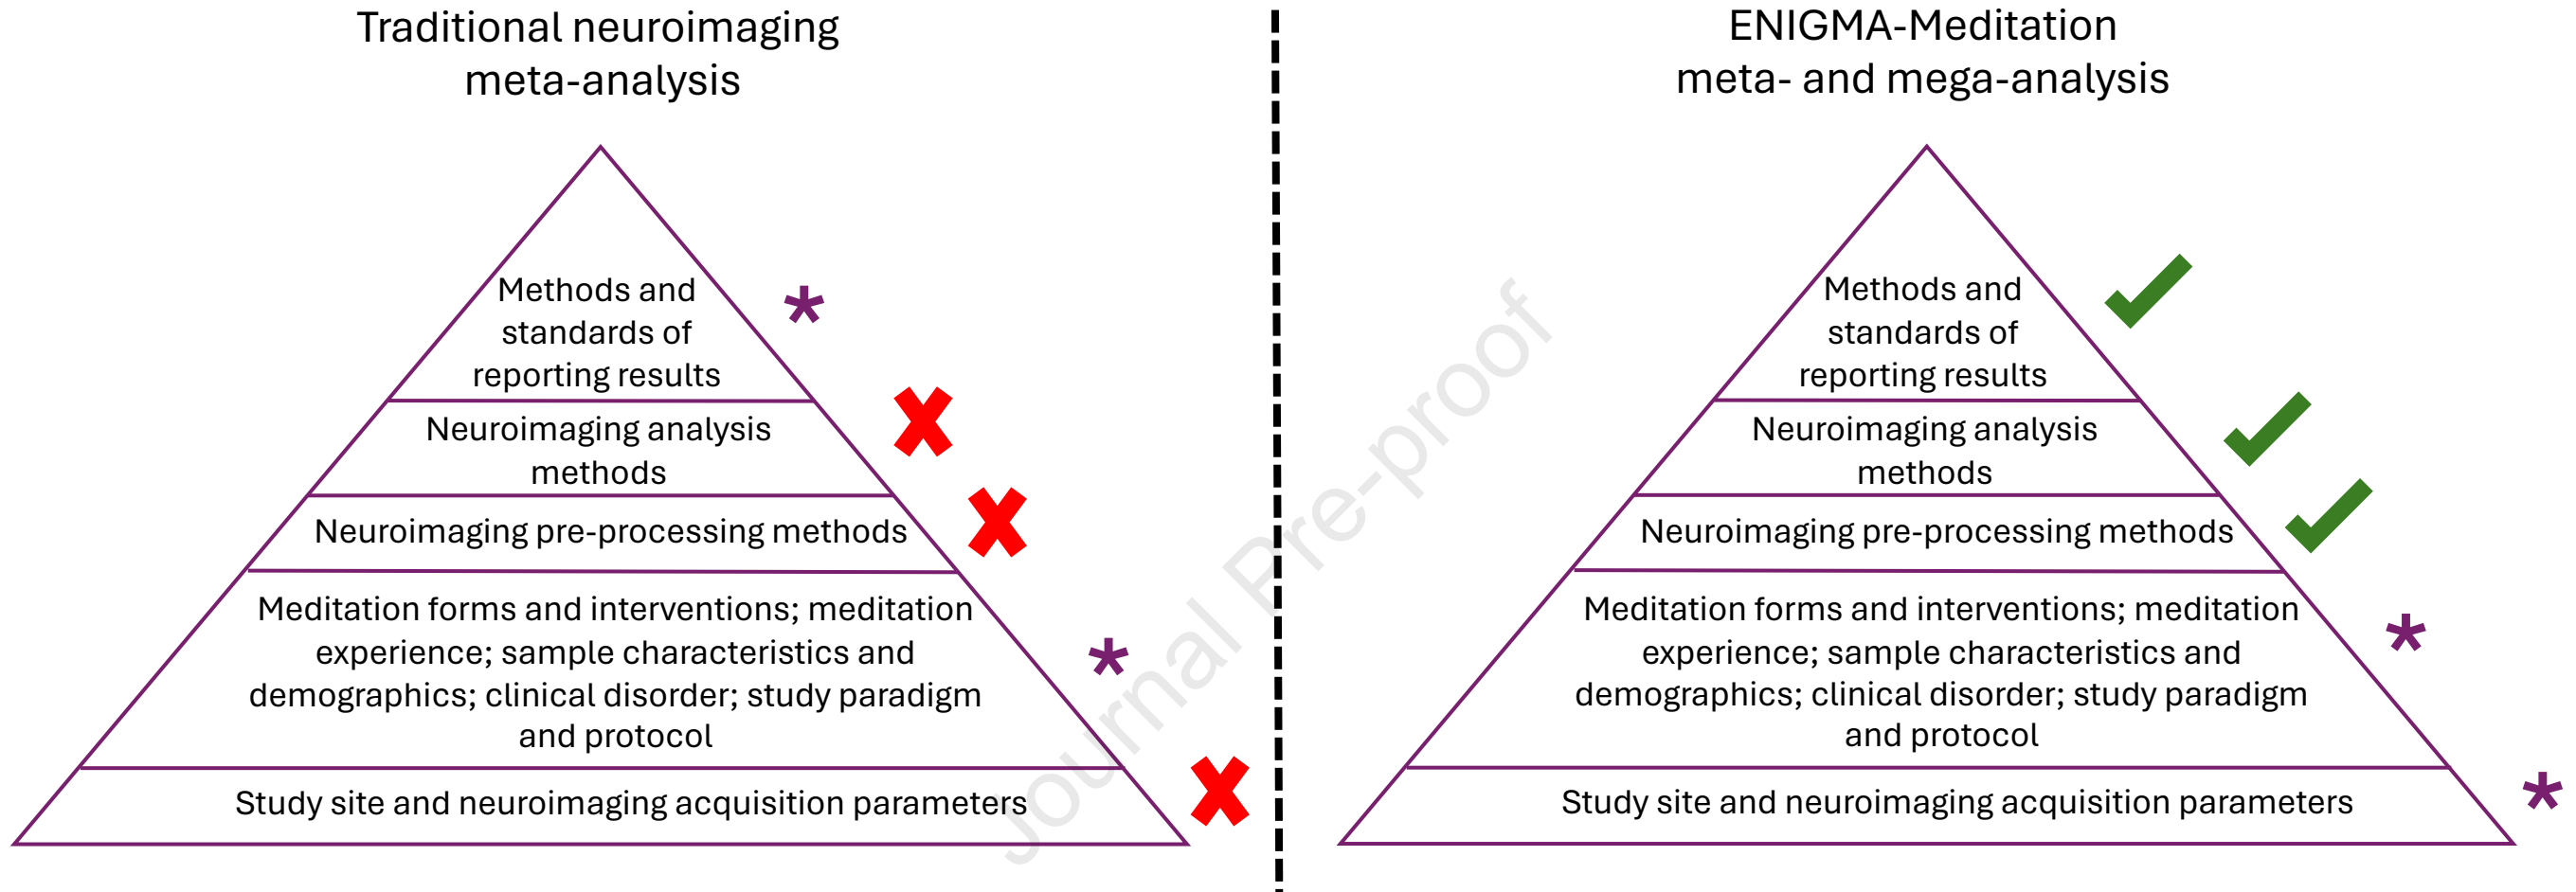 Traditional neuroimaging
meta-analysis
Methods and
standards of
reporting results
*
Neuroimaging analysis
methods
Neuroimaging pre-processing methods
Meditation forms and interventions; meditation
experience; sample characteristics and
demographics; clinical disorder; study paradigm
and protocol
*
Study site and neuroimaging acquisition parameters
ENIGMA-Meditation
meta- and mega-analysis
Methods and
standards of
reporting results
Neuroimaging analysis
methods
Neuroimaging pre-processing methods
Meditation forms and interventions; meditation
experience; sample characteristics and
demographics; clinical disorder; study paradigm
and protocol
*
Study site and neuroimaging acquisition parameters
*
Journal Pre-proof